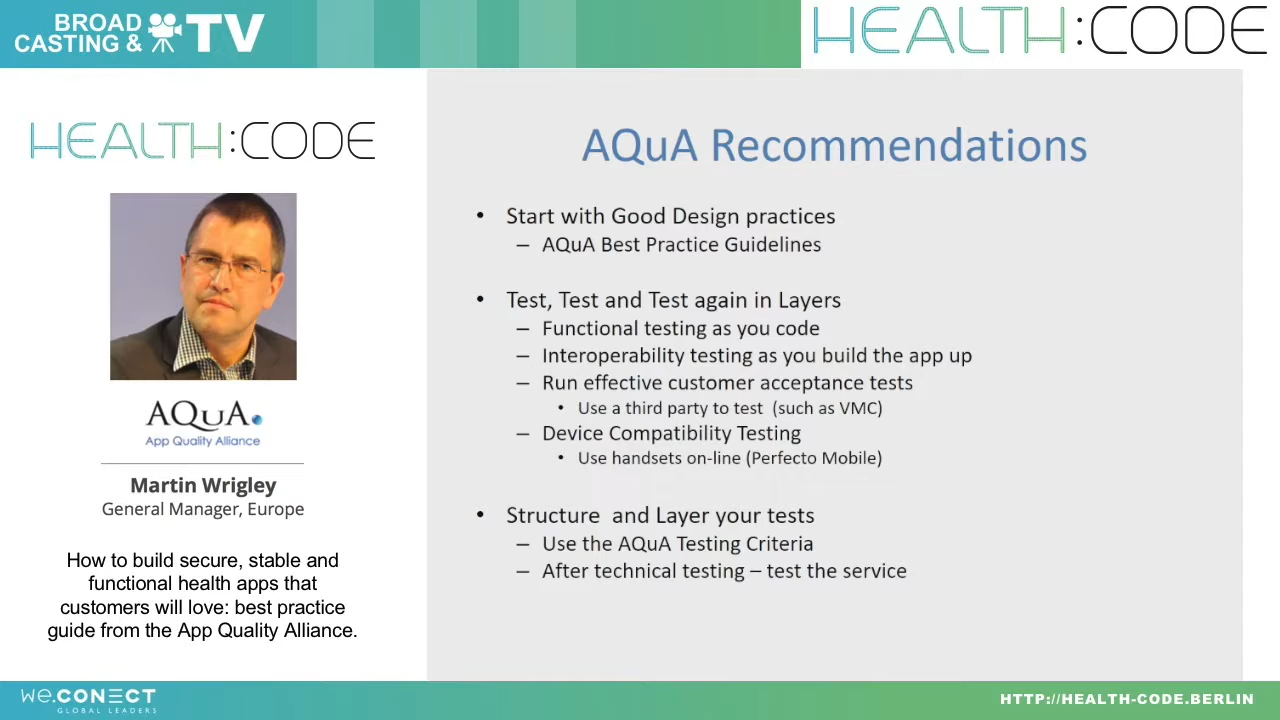 BROAD
CASTING & TV
HEALTH:CODE
HEALTH:CODE
AQuA
App Quality Alliance
Martin Wrigley
General Manager, Europe
How to build secure, stable and
functional health apps that
customers will love: best practice
guide from the App Quality Alliance.
AQuA Recommendations
• Start with Good Design practices
– AQuA Best Practice Guidelines
• Test, Test and Test again in Layers
– Functional testing as you code
– Interoperability testing as you build the app up
– Run effective customer acceptance tests
• Use a third party to test (such as VMC)
– Device Compatibility Testing
• Use handsets on-line (Perfecto Mobile)
• Structure and Layer your tests
– Use the AQuA Testing Criteria
– After technical testing – test the service
we.CONECT
GLOBAL LEADERS
HTTP://HEALTH-CODE.BERLIN